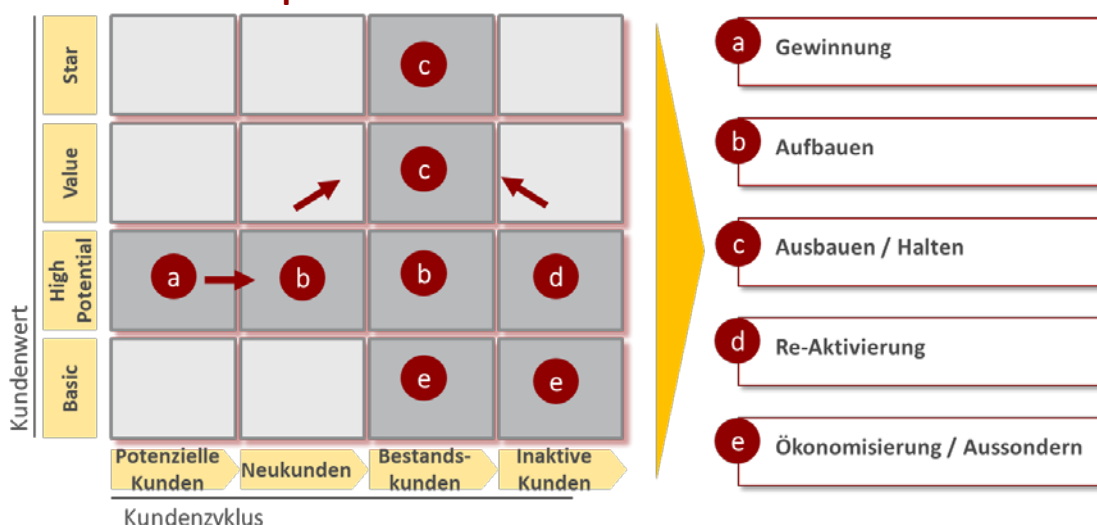 Star
c
Value
c
High
Potential
a
b
b
d
Basic
e
e
Kundenwert
Potenzielle
Kunden
Neukunden
Bestands-
kunden
Inaktive
Kunden
Kundenzyklus
a
Gewinnung
b
Aufbauen
c
Ausbauen / Halten
d
Re-Aktivierung
e
Ökonomisierung / Aussondern